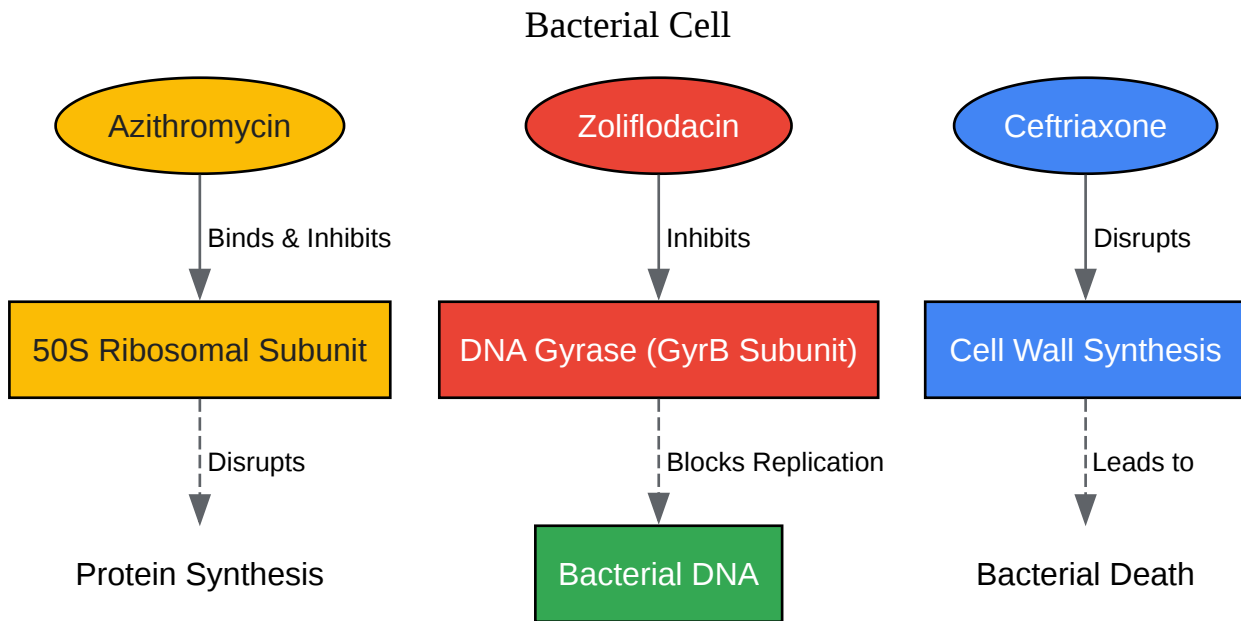 Bacterial Cell
Azithromycin
Zoliflodacin
Ceftriaxone
Binds & Inhibits
Inhibits
Disrupts
50S Ribosomal Subunit
DNA Gyrase (GyrB Subunit)
Cell Wall Synthesis
Disrupts
Blocks Replication
Leads to
Protein Synthesis
Bacterial DNA
Bacterial Death